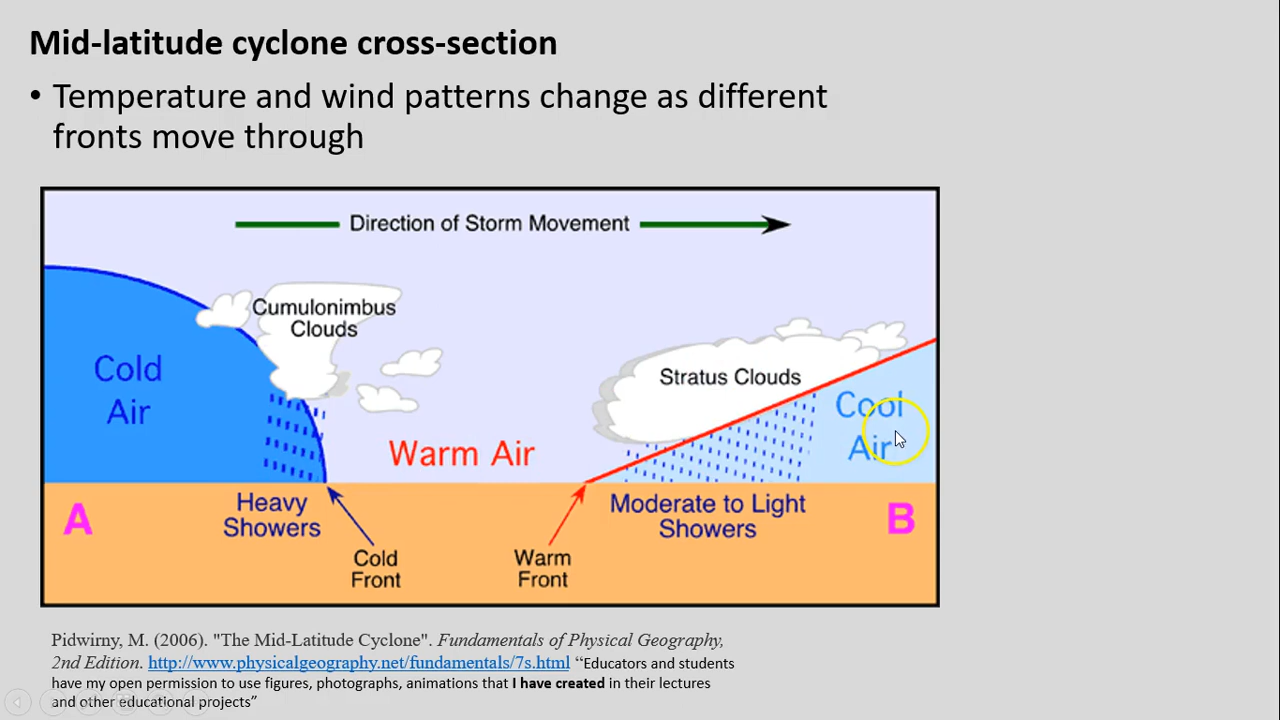 Mid-latitude cyclone cross-section
• Temperature and wind patterns change as different
fronts move through
Direction of Storm Movement
Cumulonimbus
Clouds
Cold
Air
Stratus Clouds
Cool
Air
Warm Air
A
Heavy
Showers
Cold
Front
Warm
Front
Moderate to Light
Showers
B
Pidwirny, M. (2006). "The Mid-Latitude Cyclone". Fundamentals of Physical Geography,
2nd Edition. http://www.physicalgeography.net/fundamentals/7s.html “Educators and students
have my open permission to use figures, photographs, animations that I have created in their lectures
and other educational projects”